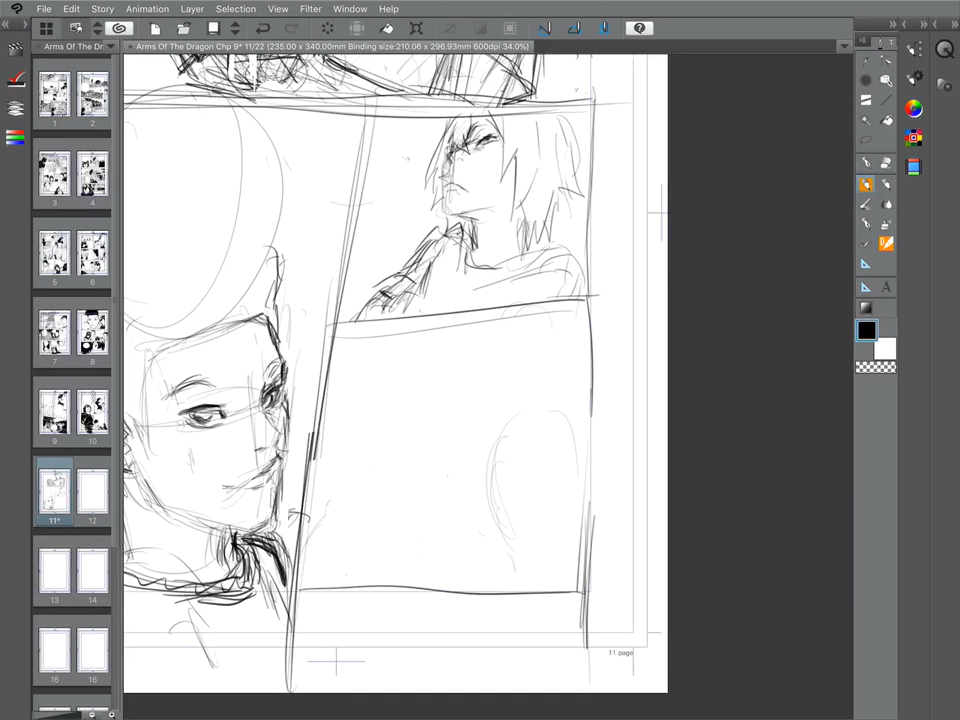 File Edit Story Animation Layer Selection View Filter Window Help
Arms Of The Dr
Arms Of The Dragon Chp 9* 11/22 (235.00 x 340.00mm Binding size:210.06 x 296.93mm 600dpi 34.0%)
1 2
3 4
5 6
7 8
9 10
11* 12
13 14
15 16
11 page